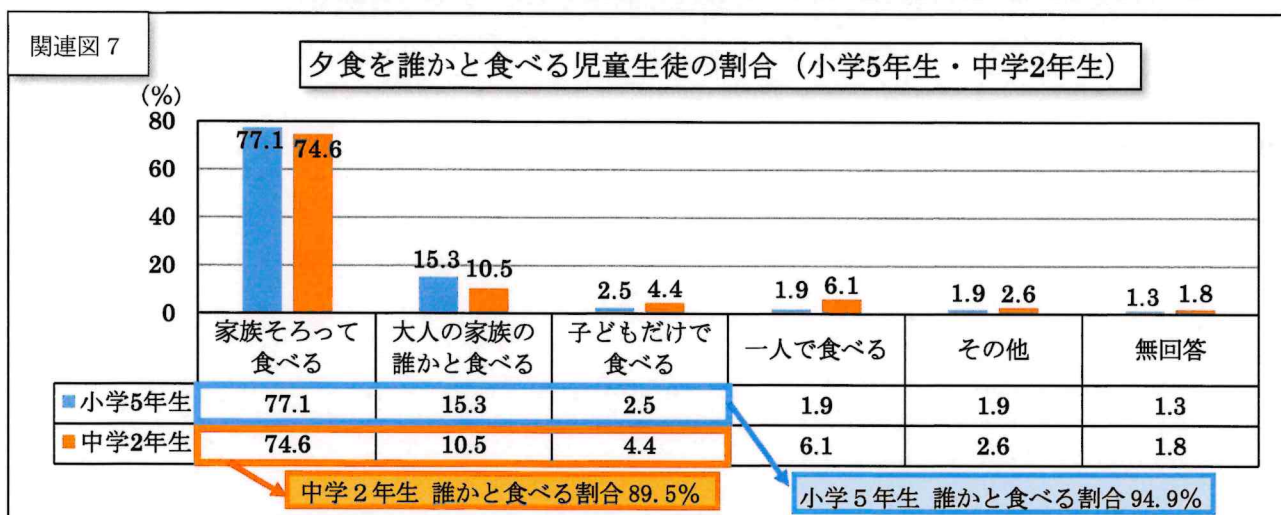 関連図7
夕食を誰かと食べる児童生徒の割合（小学5年生・中学2年生）
(%)
80
60
40
20
0
77.1
74.6
15.3
10.5
2.5
4.4
1.9
6.1
1.9
2.6
1.3
1.8
家族そろって
食べる
大人の家族の
誰かと食べる
子どもだけで
食べる
一人で食べる
その他
無回答
小学5年生 77.1 15.3 2.5 1.9 1.9 1.3
中学2年生 74.6 10.5 4.4 6.1 2.6 1.8
中学２年生 誰かと食べる割合 89.5%
小学５年生 誰かと食べる割合 94.9%